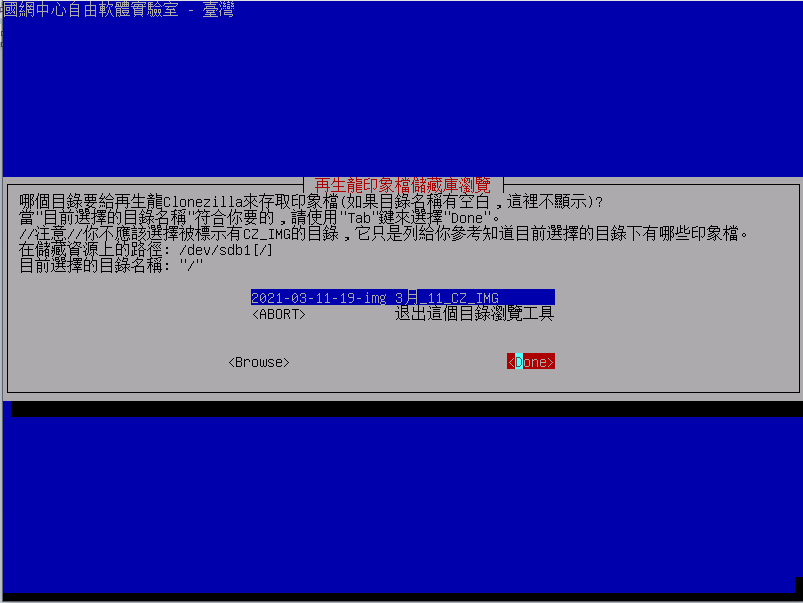 國網中心自由軟體實驗室 - 臺灣
再生龍印象檔儲藏庫瀏覽
哪個目錄要給再生龍Clonezilla來存取印象檔(如果目錄名稱有空白，這裡不顯示)?
當"目前選擇的目錄名稱"符合你要的，請使用"Tab"鍵來選擇"Done"。
//注意//你不應該選擇被標示有CZ_IMG的目錄，它只是列給你參考知道目前選擇的目錄下有哪些印象檔。
在儲藏資源上的路徑: /dev/sdb1[/]
目前選擇的目錄名稱: "/"
2021-03-11-19-img 3月_11_CZ_IMG
<ABORT> 退出這個目錄瀏覽工具
<Browse> <Done>